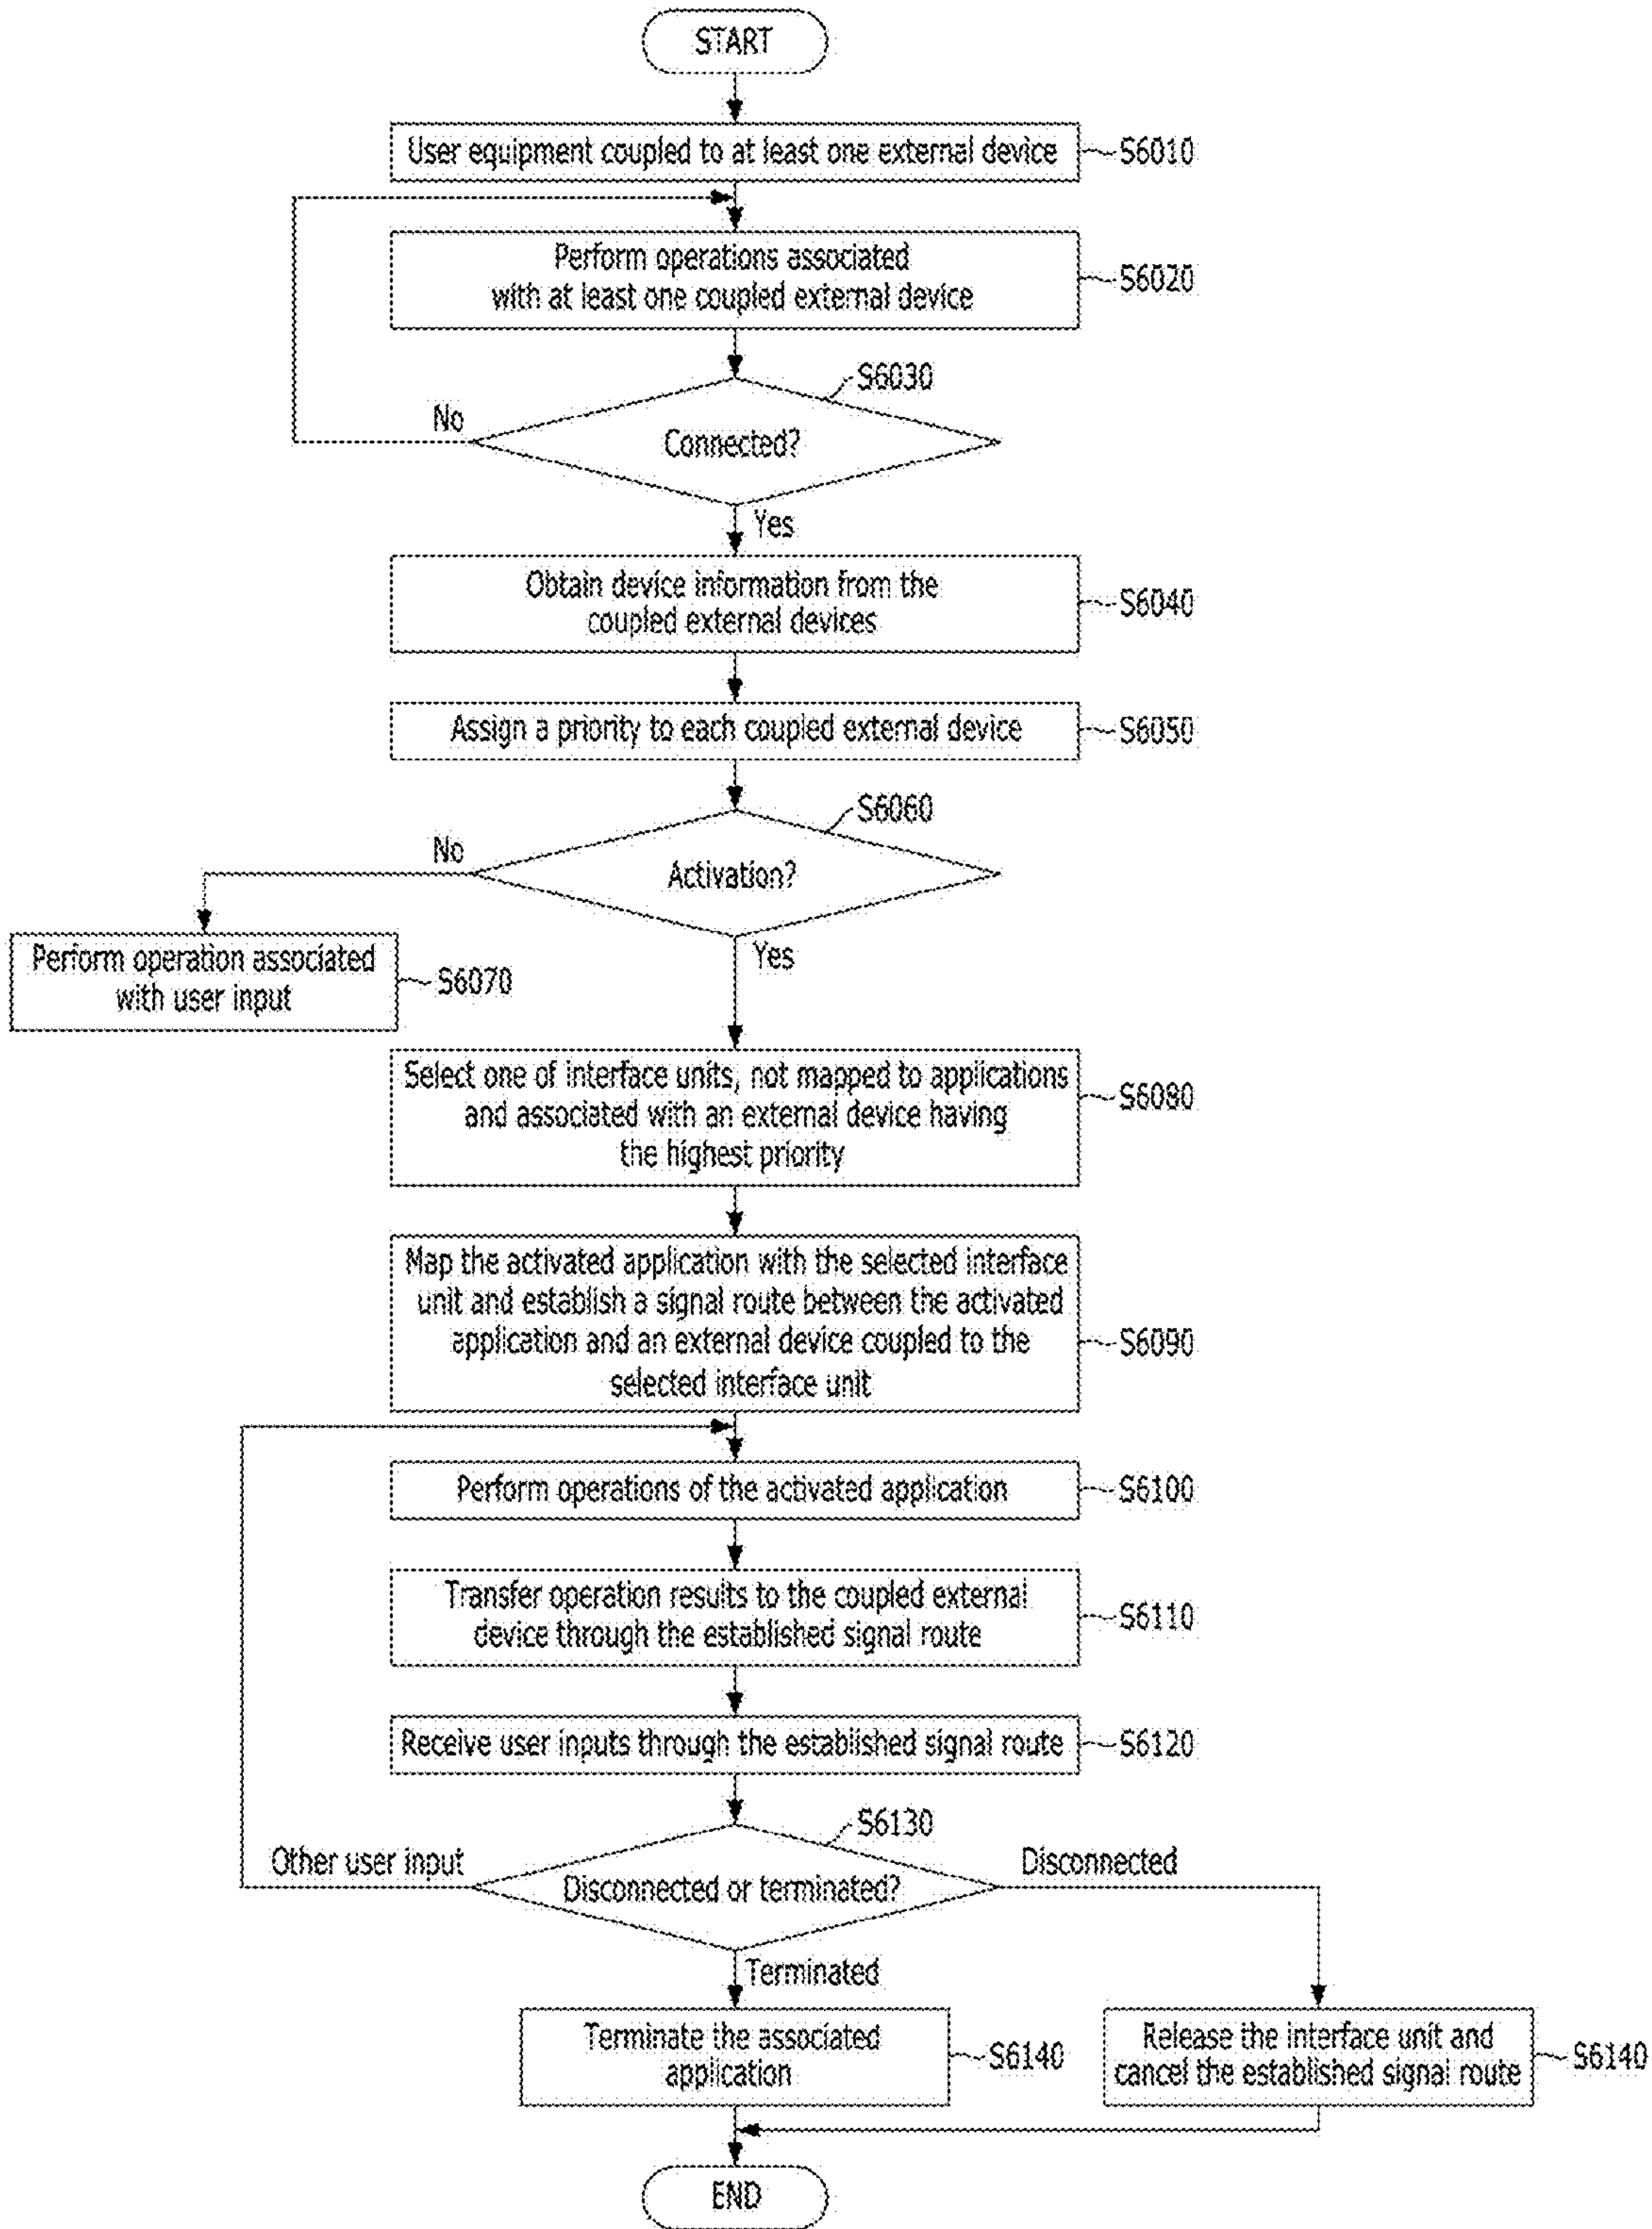 START
User equipment coupled to at least one external device
S6010
Perform operations associated
with at least one coupled external device
S6020
S6030
No
Connected?
Yes
Obtain device information from the
coupled external devices
S6040
Assign a priority to each coupled external device
S6050
S6060
No
Activation?
Yes
Perform operation associated
with user input
S6070
Select one of interface units, not mapped to applications
and associated with an external device having
the highest priority
S6080
Map the activated application with the selected interface
unit and establish a signal route between the activated
application and an external device coupled to the
selected interface unit
S6090
Perform operations of the activated application
S6100
Transfer operation results to the coupled external
device through the established signal route
S6110
Receive user inputs through the established signal route
S6120
S6130
Other user input
Disconnected or terminated?
Disconnected
Terminated
Terminate the associated
application
S6140
Release the interface unit and
cancel the established signal route
S6140
END